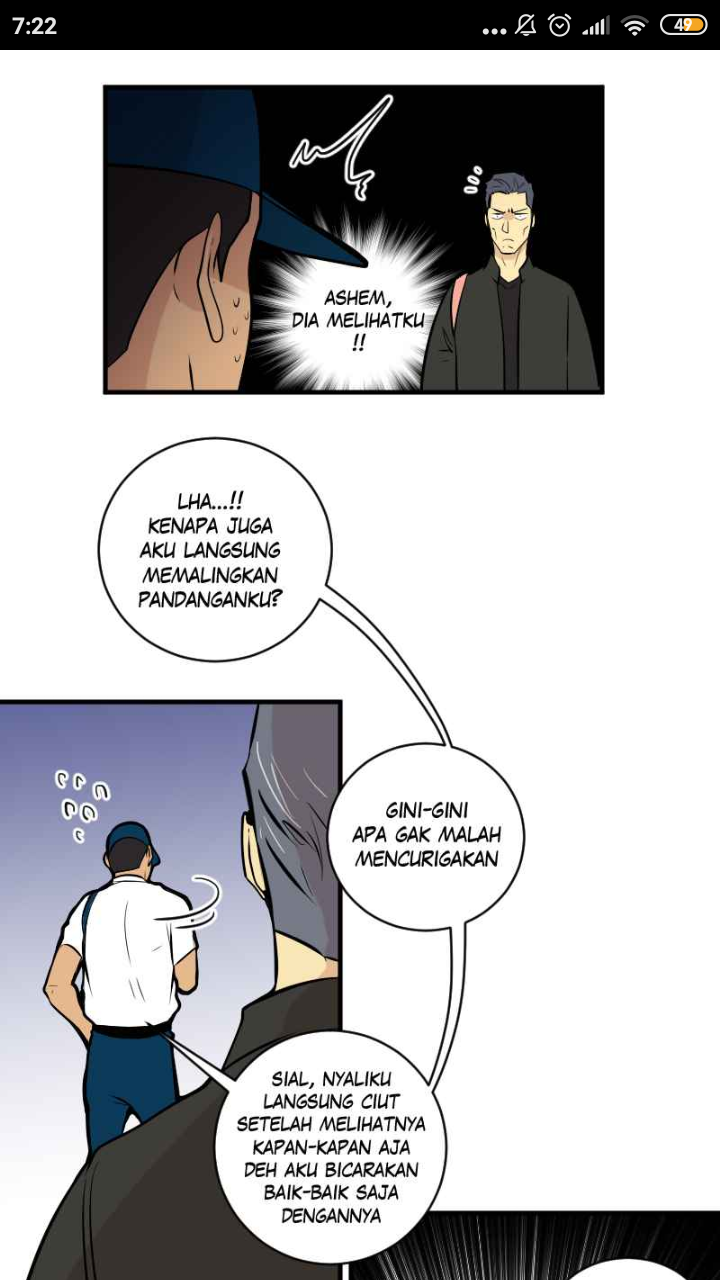 7:22
49
ASHEM,
DIA MELIHATKU
!!
LHA...!!
KENAPA JUGA
AKU LANGSUNG
MEMALINGKAN
PANDANGANKU?
GINI-GINI
APA GAK MALAH
MENCURIGAKAN
SIAL, NYALIKU
LANGSUNG CIUT
SETELAH MELIHATNYA
KAPAN-KAPAN AJA
DEH AKU BICARAKAN
BAIK-BAIK SAJA
DENGANNYA